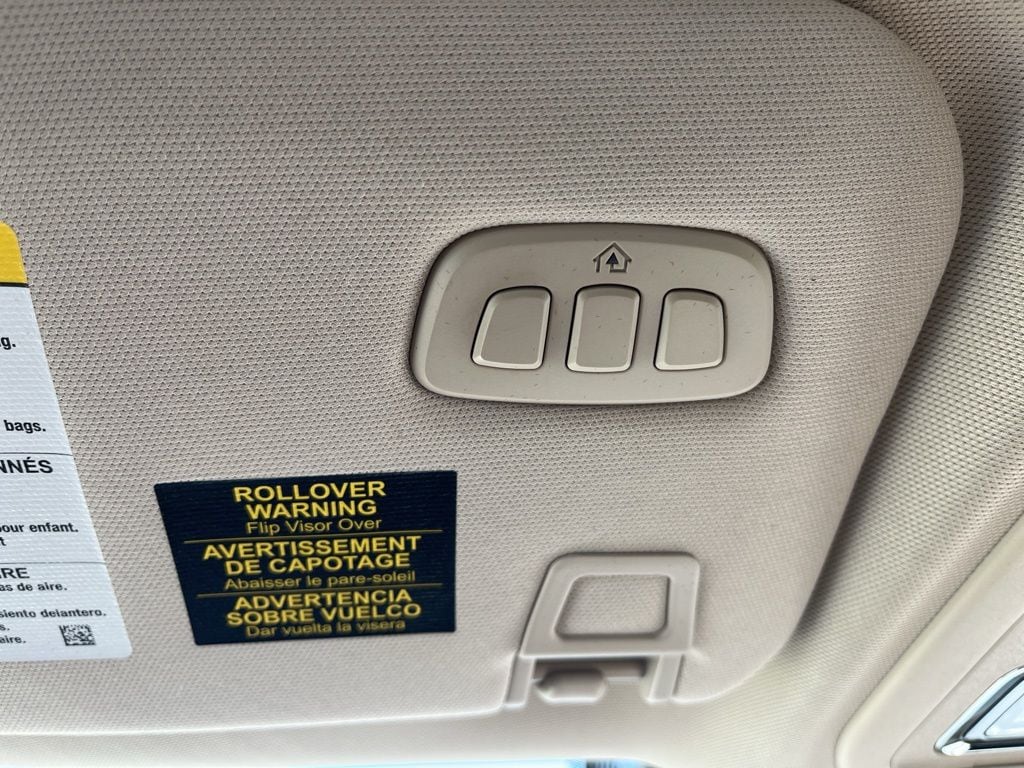 g.
bags.
NNÉS
our enfant.
t
RE
as de aire.
siento delantero.
s.
aire.
ROLLOVER
WARNING
Flip Visor Over
AVERTISSEMENT
DE CAPOTAGE
Abaisser le pare-soleil
ADVERTENCIA
SOBRE VUELCO
Dar vuelta la visera